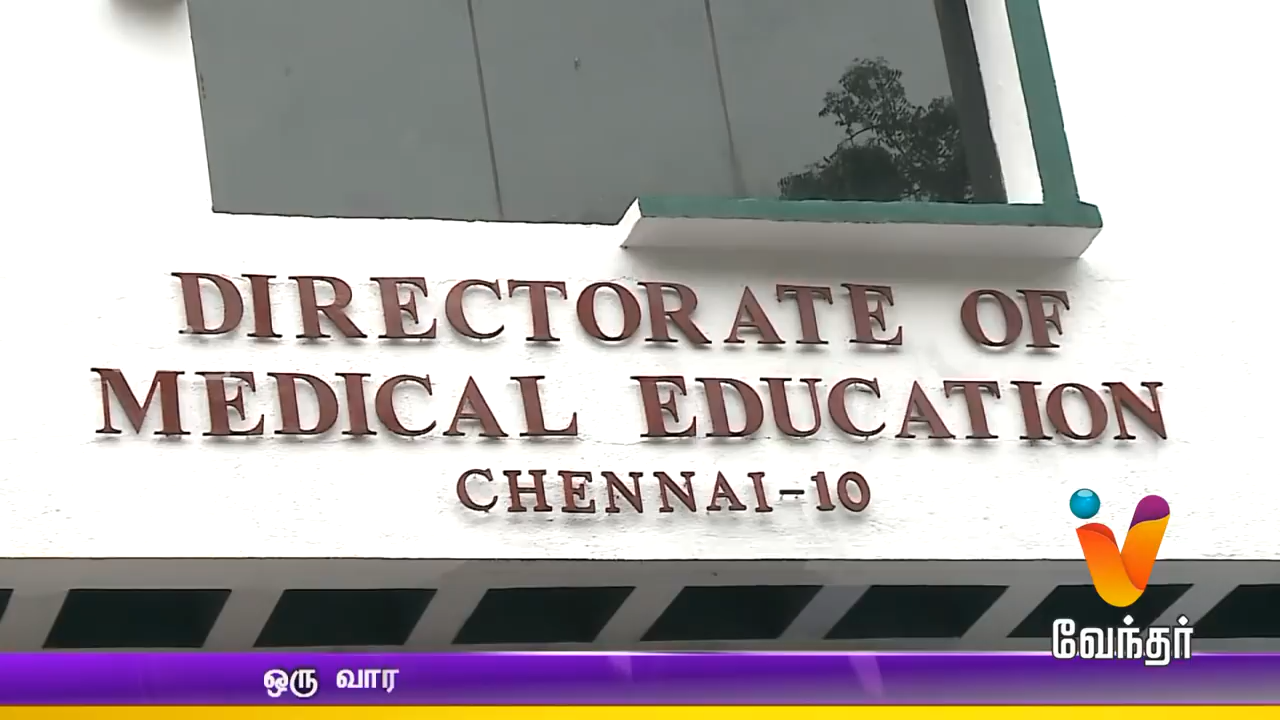 DIRECTORATE OF
MEDICAL EDUCATION
CHENNAI-10
வேந்தர்
ஒரு வார